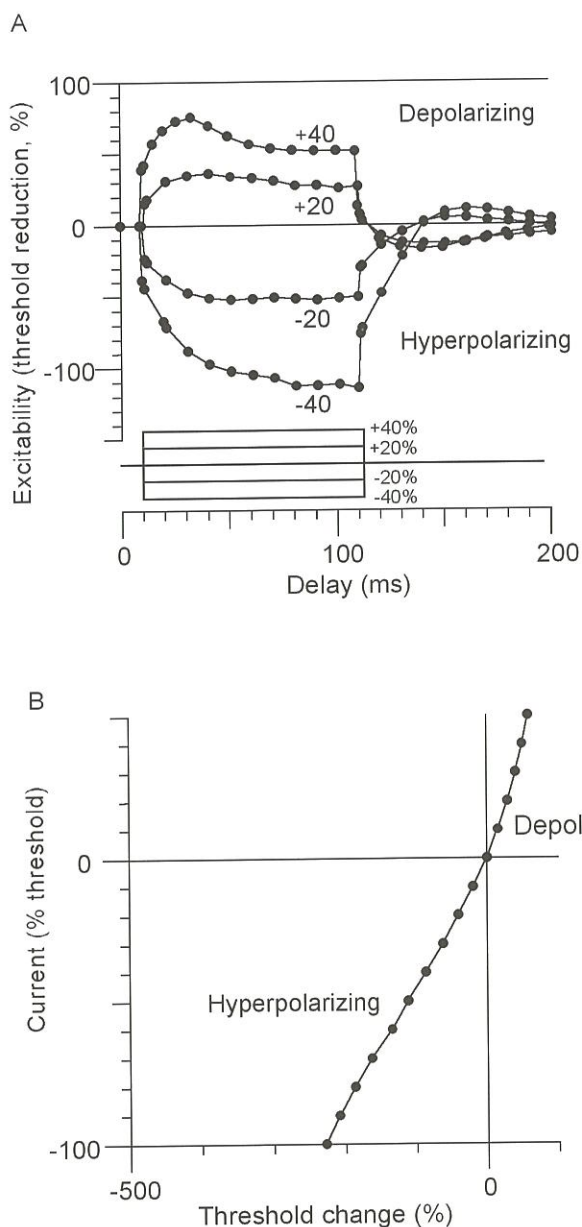 A
Excitability (threshold reduction, %)
100
0
-100
Depolarizing
+40
+20
-20
-40
Hyperpolarizing
+40%
+20%
-20%
-40%
0
100
200
Delay (ms)
B
Current (% threshold)
0
-100
Depol
Hyperpolarizing
-500
0
Threshold change (%)